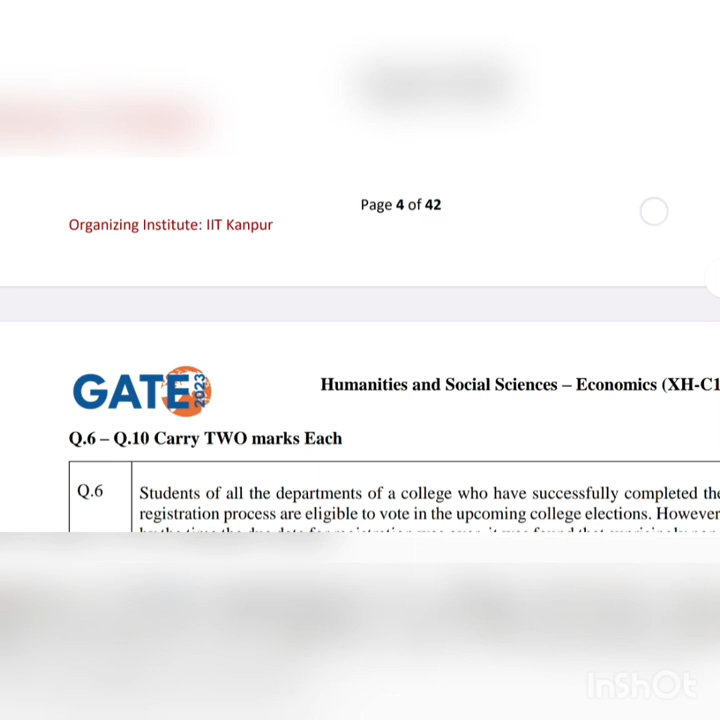 Page 4 of 42
Organizing Institute: IIT Kanpur
GATE 2023
Humanities and Social Sciences – Economics (XH-C1
Q.6 – Q.10 Carry TWO marks Each
Q.6
Students of all the departments of a college who have successfully completed the
registration process are eligible to vote in the upcoming college elections. However
InShOt